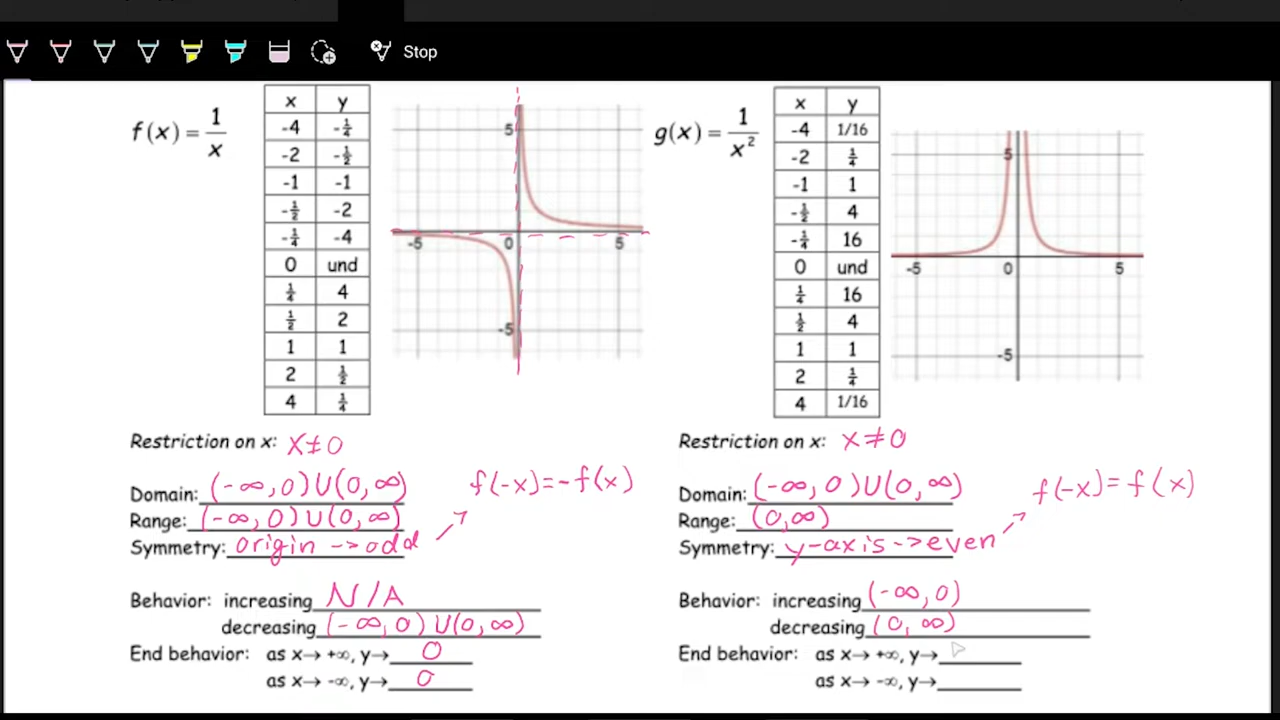 Stop
f(x) = 1/x
x y
-4 -1/4
-2 -1/2
-1 -1
-1/2 -2
-1/4 -4
0 und
1/4 4
1/2 2
1 1
2 1/2
4 1/4
5
-5 0 5
-5
Restriction on x: x≠0
Domain: (-∞,0)∪(0,∞)
Range: (-∞,0)∪(0,∞)
Symmetry: origin → odd
f(-x)=-f(x)
Behavior: increasing N/A
decreasing (-∞,0)∪(0,∞)
End behavior: as x→ +∞, y→ 0
as x→ -∞, y→ 0
g(x) = 1/x²
x y
-4 1/16
-2 1/4
-1 1
-1/2 4
-1/4 16
0 und
1/4 16
1/2 4
1 1
2 1/4
4 1/16
5
-5 0 5
-5
Restriction on x: x≠0
Domain: (-∞,0)∪(0,∞)
Range: (0,∞)
Symmetry: y-axis → even
f(-x)=f(x)
Behavior: increasing (-∞,0)
decreasing (0,∞)
End behavior: as x→ +∞, y→
as x→ -∞, y→